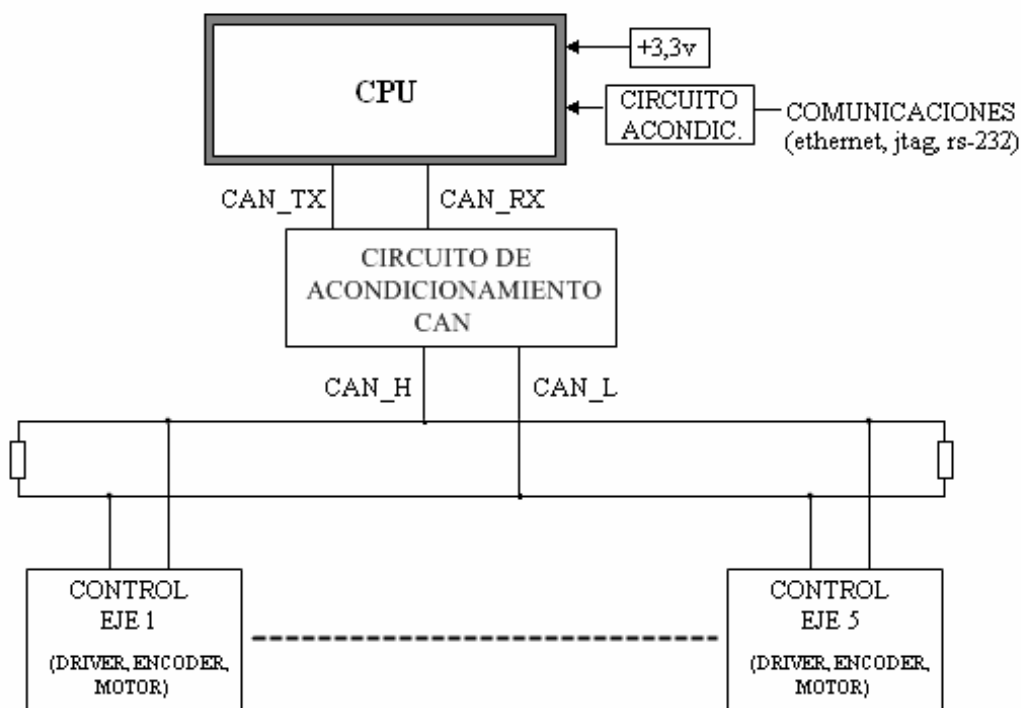 CPU
+3,3v
CIRCUITO
ACONDIC.
COMUNICACIONES
(ethernet, jtag, rs-232)
CAN_TX
CAN_RX
CIRCUITO DE
ACONDICIONAMIENTO
CAN
CAN_H
CAN_L
CONTROL
EJE 1
(DRIVER, ENCODER,
MOTOR)
CONTROL
EJE 5
(DRIVER, ENCODER,
MOTOR)